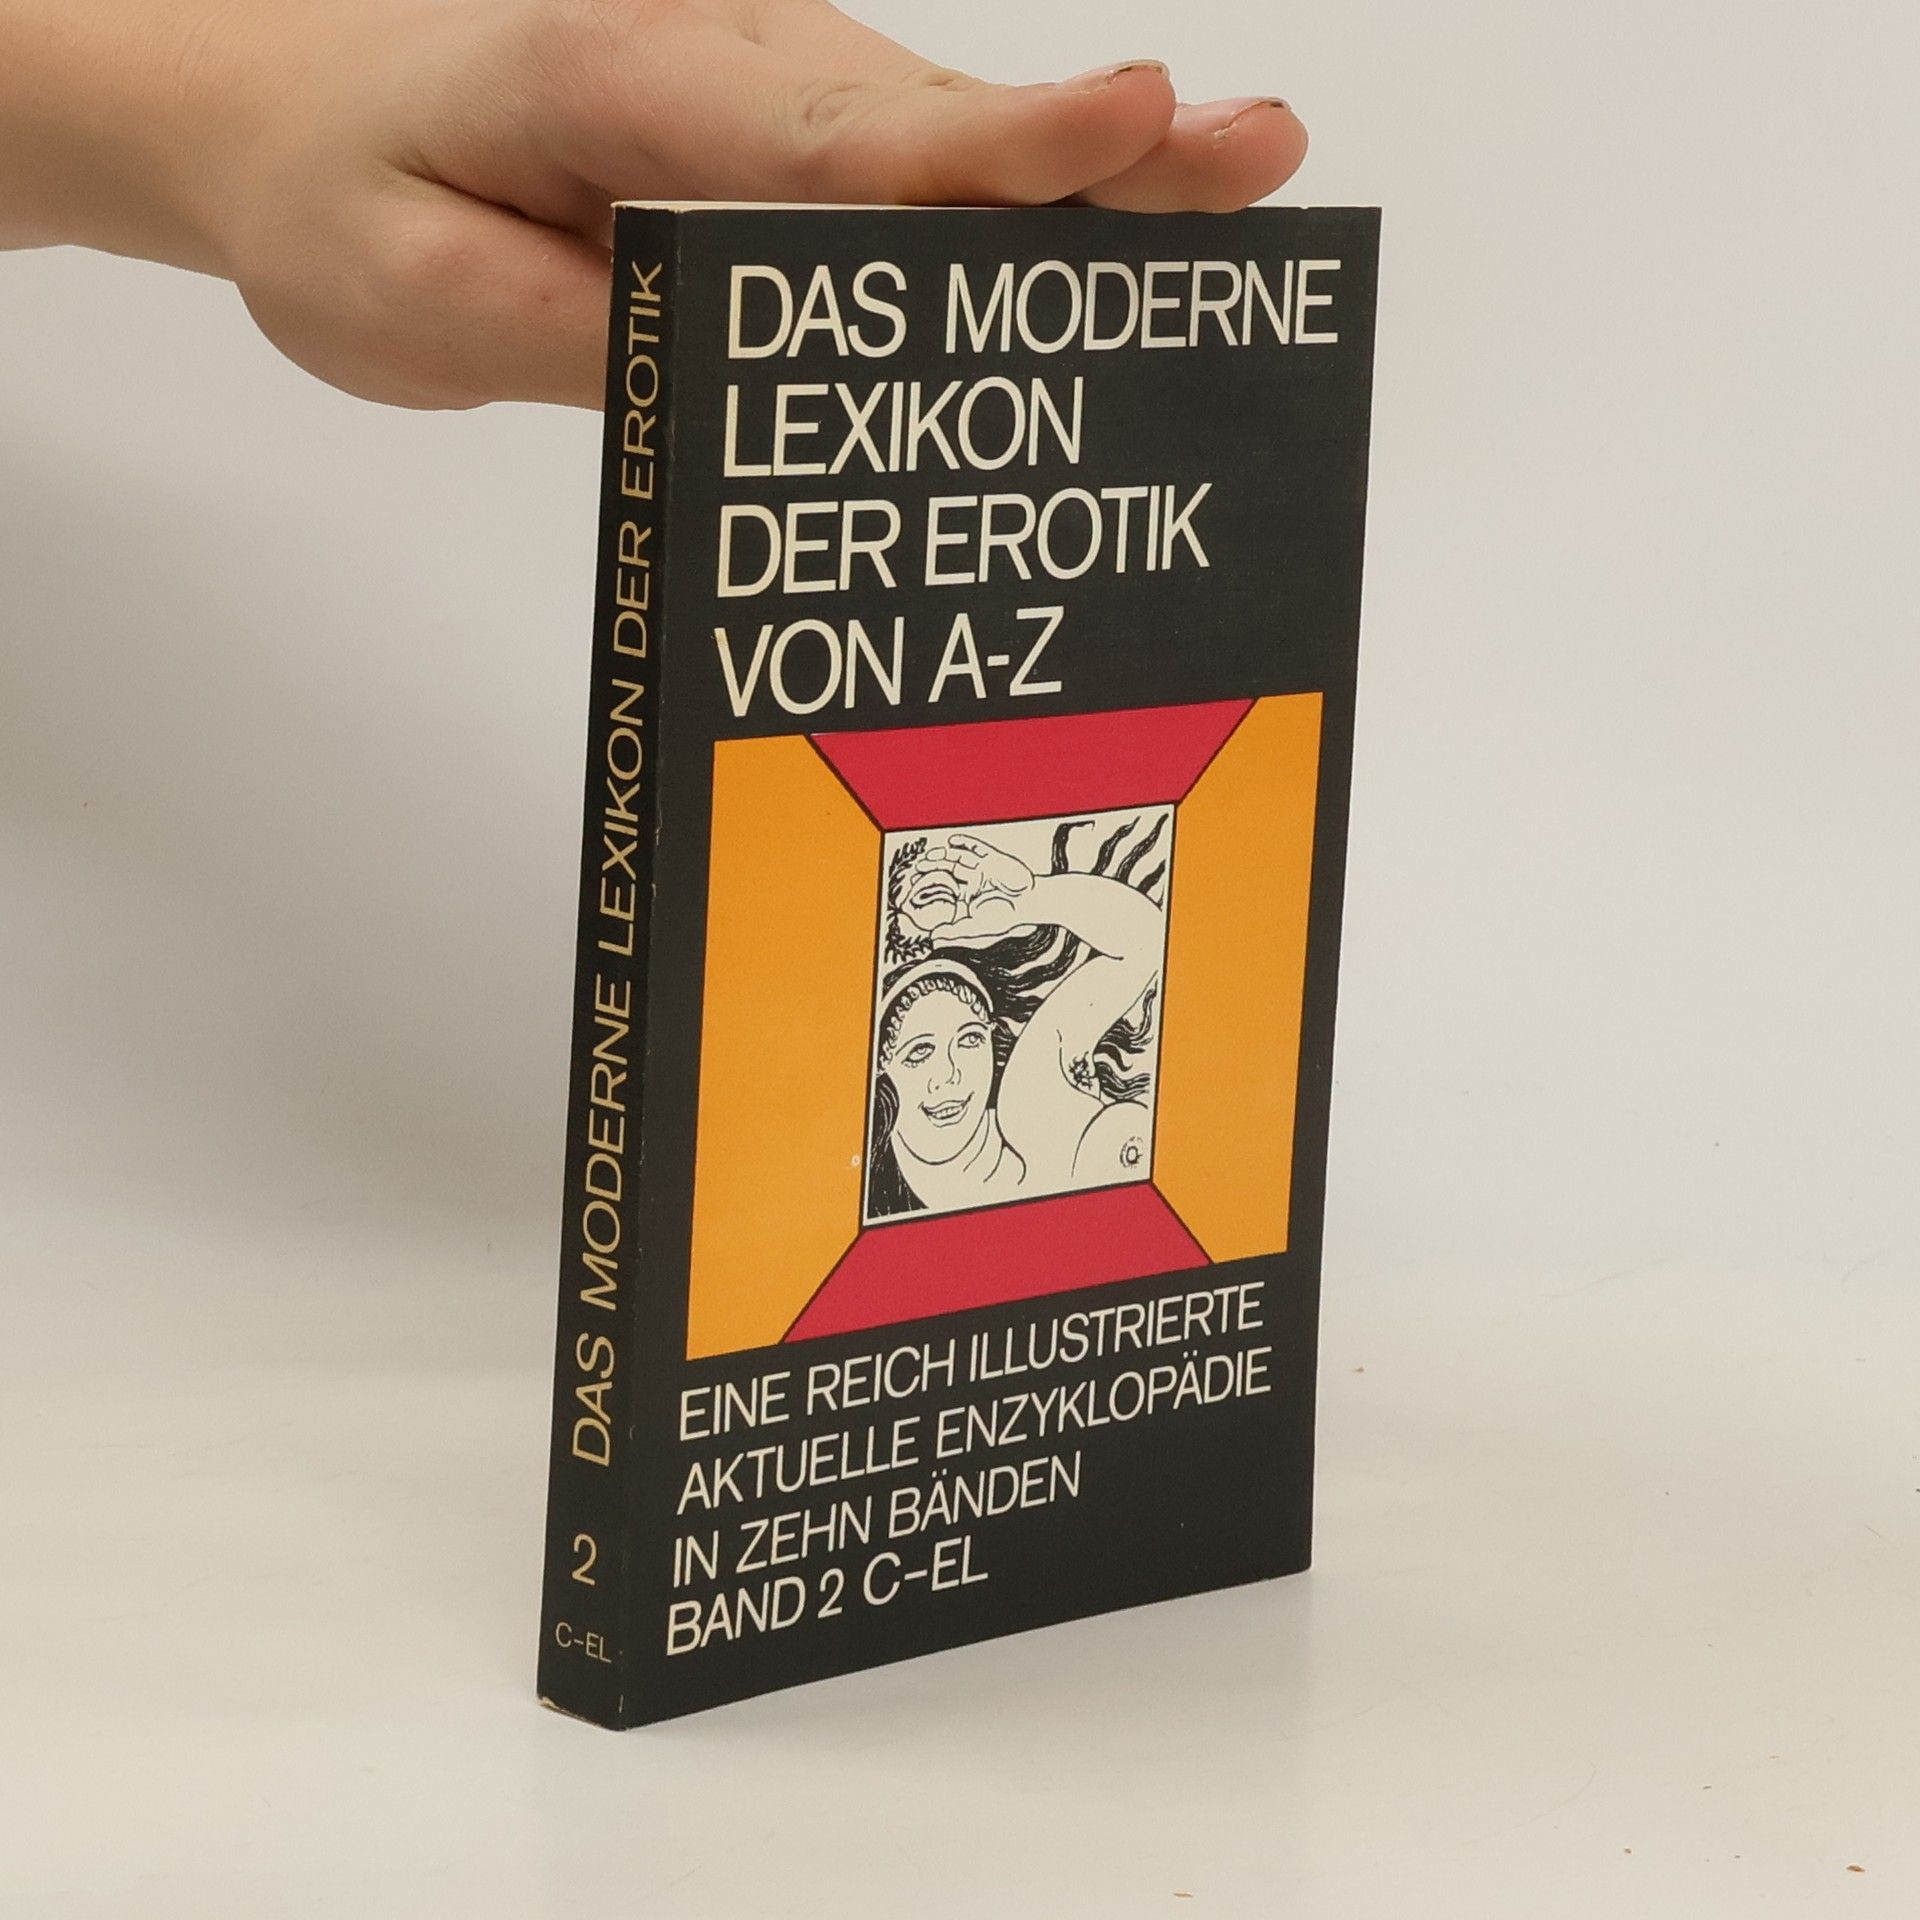 DAS MODERNE LEXIKON DER EROTIK
2
C-EL
DAS MODERNE
LEXIKON
DER EROTIK
VON A-Z
EINE REICH ILLUSTRIERTE
AKTUELLE ENZYKLOPÄDIE
IN ZEHN BÄNDEN
BAND 2 C-EL